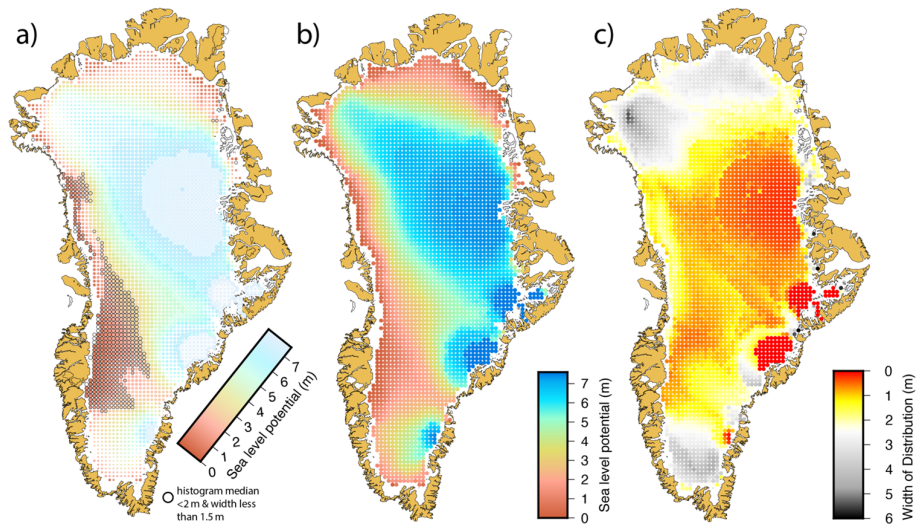 a)
b)
c)
0 1 2 3 4 5 6 7
Sea level potential (m)
histogram median
<2 m & width less
than 1.5 m
7
6
5
4
3
2
1
0
Sea level potential (m)
0
1
2
3
4
5
6
Width of Distribution (m)